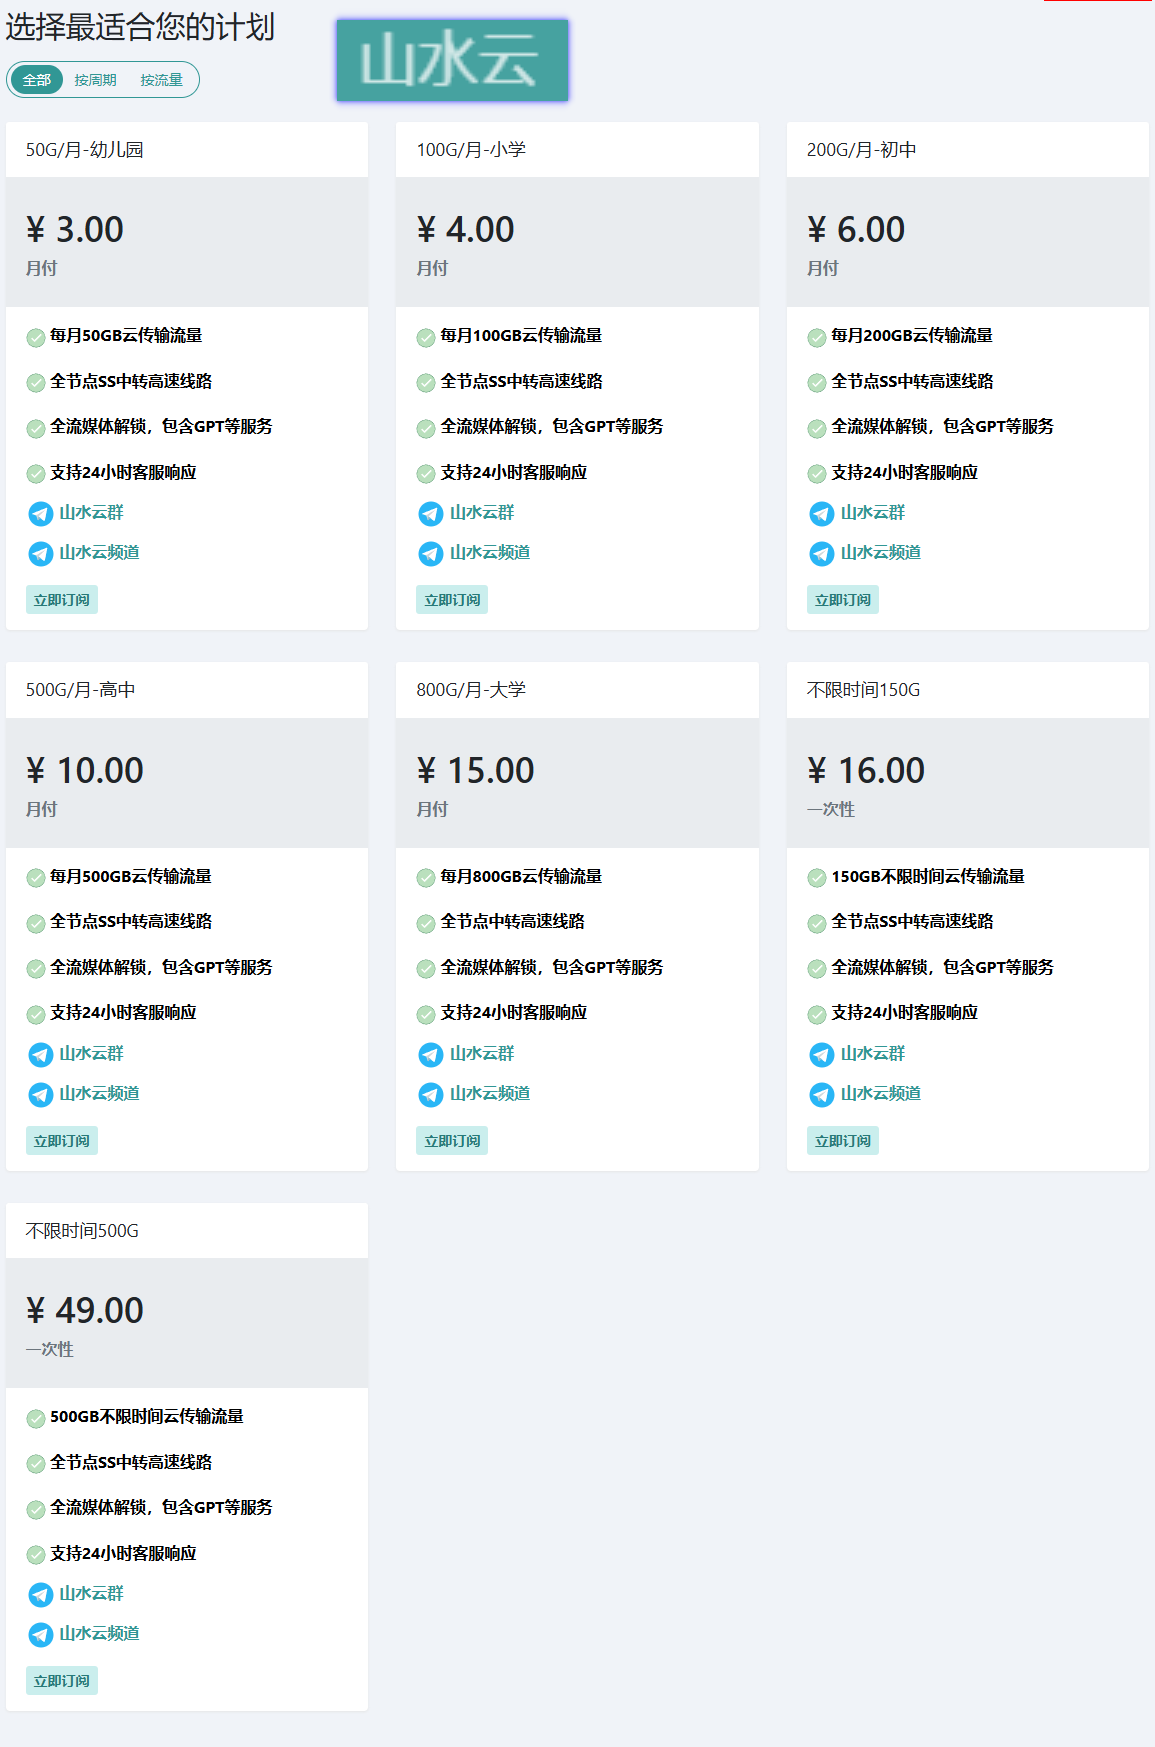 选择最适合您的计划
山水云
全部 按周期 按流量
50G/月-幼儿园
¥ 3.00
月付
每月50GB云传输流量
全节点SS中转高速线路
全流媒体解锁，包含GPT等服务
支持24小时客服响应
山水云群
山水云频道
立即订阅
100G/月-小学
¥ 4.00
月付
每月100GB云传输流量
全节点SS中转高速线路
全流媒体解锁，包含GPT等服务
支持24小时客服响应
山水云群
山水云频道
立即订阅
200G/月-初中
¥ 6.00
月付
每月200GB云传输流量
全节点SS中转高速线路
全流媒体解锁，包含GPT等服务
支持24小时客服响应
山水云群
山水云频道
立即订阅
500G/月-高中
¥ 10.00
月付
每月500GB云传输流量
全节点SS中转高速线路
全流媒体解锁，包含GPT等服务
支持24小时客服响应
山水云群
山水云频道
立即订阅
800G/月-大学
¥ 15.00
月付
每月800GB云传输流量
全节点中转高速线路
全流媒体解锁，包含GPT等服务
支持24小时客服响应
山水云群
山水云频道
立即订阅
不限时间150G
¥ 16.00
一次性
150GB不限时间云传输流量
全节点SS中转高速线路
全流媒体解锁，包含GPT等服务
支持24小时客服响应
山水云群
山水云频道
立即订阅
不限时间500G
¥ 49.00
一次性
500GB不限时间云传输流量
全节点SS中转高速线路
全流媒体解锁，包含GPT等服务
支持24小时客服响应
山水云群
山水云频道
立即订阅